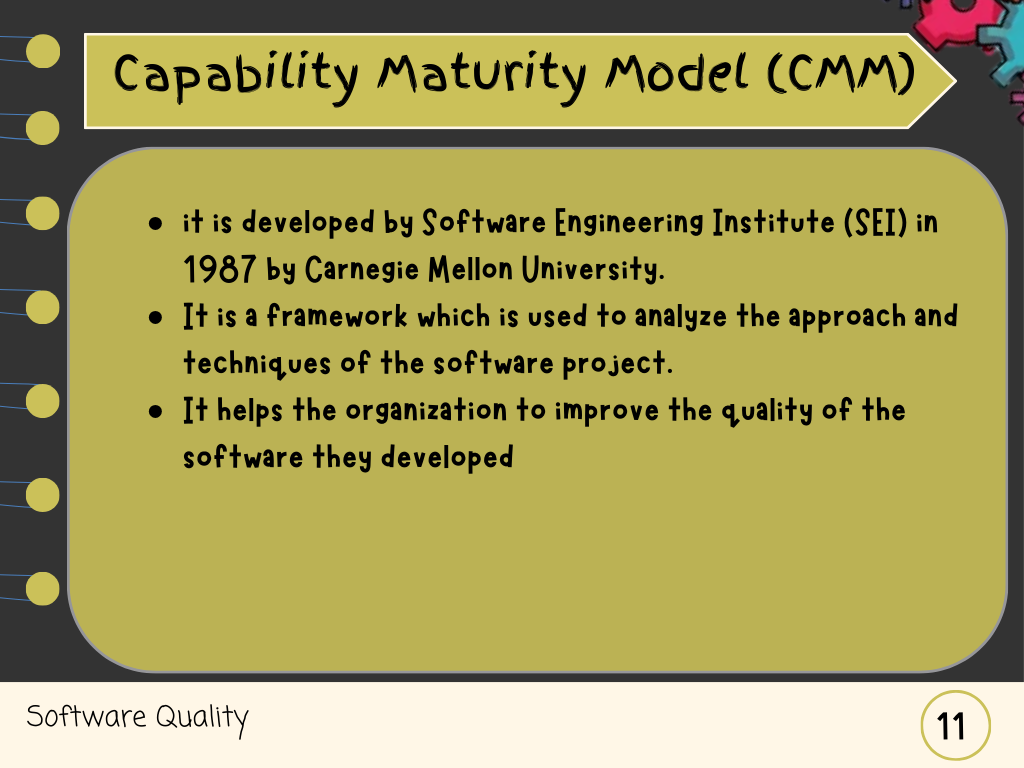 Capability Maturity Model (CMM)
• it is developed by Software Engineering Institute (SEI) in
1987 by Carnegie Mellon University.
• It is a framework which is used to analyze the approach and
techniques of the software project.
• It helps the organization to improve the quality of the
software they developed
Software Quality
11